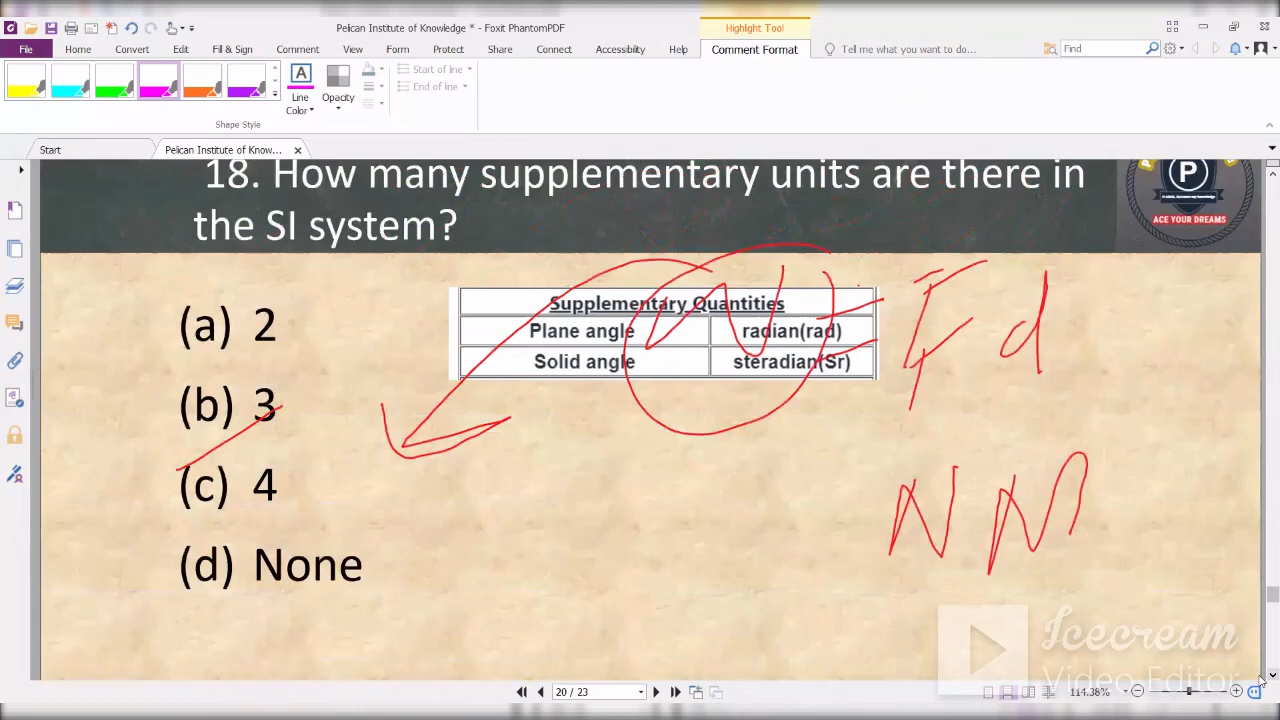 Pelican Institute of Knowledge * - Foxit PhantomPDF
Highlight Tool
File Home Convert Edit Fill & Sign Comment View Form Protect Share Connect Accessibility Help Comment Format Tell me what you want to do... Find
Line Color
Opacity
Start of line
End of line
Shape Style
Start
Pelican Institute of Know...
18. How many supplementary units are there in
the SI system?
P
ACE YOUR DREAMS
(a) 2
(b) 3
(c) 4
(d) None
Supplementary Quantities
Plane angle radian(rad)
Solid angle steradian(Sr)
F d
N M
Icecream
Video Editor
20 / 23
114.38%